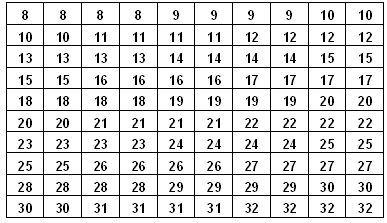 8 8 8 8 9 9 9 9 10 10
10 10 11 11 11 11 12 12 12 12
13 13 13 13 14 14 14 14 15 15
15 15 16 16 16 16 17 17 17 17
18 18 18 18 19 19 19 19 20 20
20 20 21 21 21 21 22 22 22 22
23 23 23 23 24 24 24 24 25 25
25 25 26 26 26 26 27 27 27 27
28 28 28 28 29 29 29 29 30 30
30 30 31 31 31 31 32 32 32 32